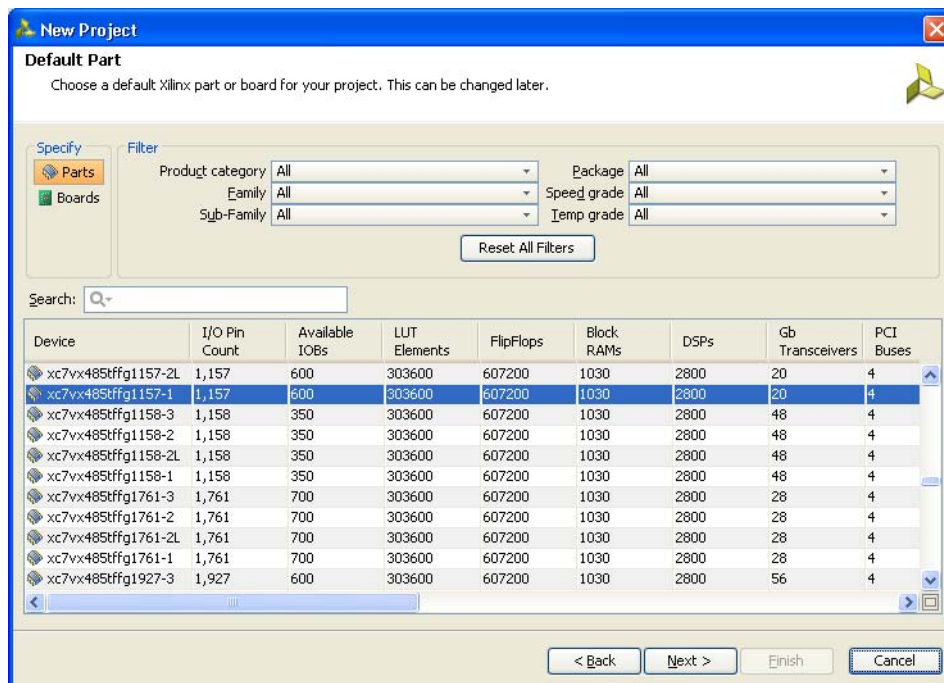 New Project
Default Part
Choose a default Xilinx part or board for your project. This can be changed later.
Specify Filter
Parts Product category All Package All
Boards Family All Speed grade All
Sub-Family All Temp grade All
Reset All Filters
Search:
Device I/O Pin Count Available IOBs LUT Elements FlipFlops Block RAMs DSPs Gb Transceivers PCI Buses
xc7vx485tffg1157-2L 1,157 600 303600 607200 1030 2800 20 4
xc7vx485tffg1157-1 1,157 600 303600 607200 1030 2800 20 4
xc7vx485tffg1158-3 1,158 350 303600 607200 1030 2800 48 4
xc7vx485tffg1158-2 1,158 350 303600 607200 1030 2800 48 4
xc7vx485tffg1158-2L 1,158 350 303600 607200 1030 2800 48 4
xc7vx485tffg1158-1 1,158 350 303600 607200 1030 2800 48 4
xc7vx485tffg1761-3 1,761 700 303600 607200 1030 2800 28 4
xc7vx485tffg1761-2 1,761 700 303600 607200 1030 2800 28 4
xc7vx485tffg1761-2L 1,761 700 303600 607200 1030 2800 28 4
xc7vx485tffg1761-1 1,761 700 303600 607200 1030 2800 28 4
xc7vx485tffg1927-3 1,927 600 303600 607200 1030 2800 56 4
< Back Next > Finish Cancel